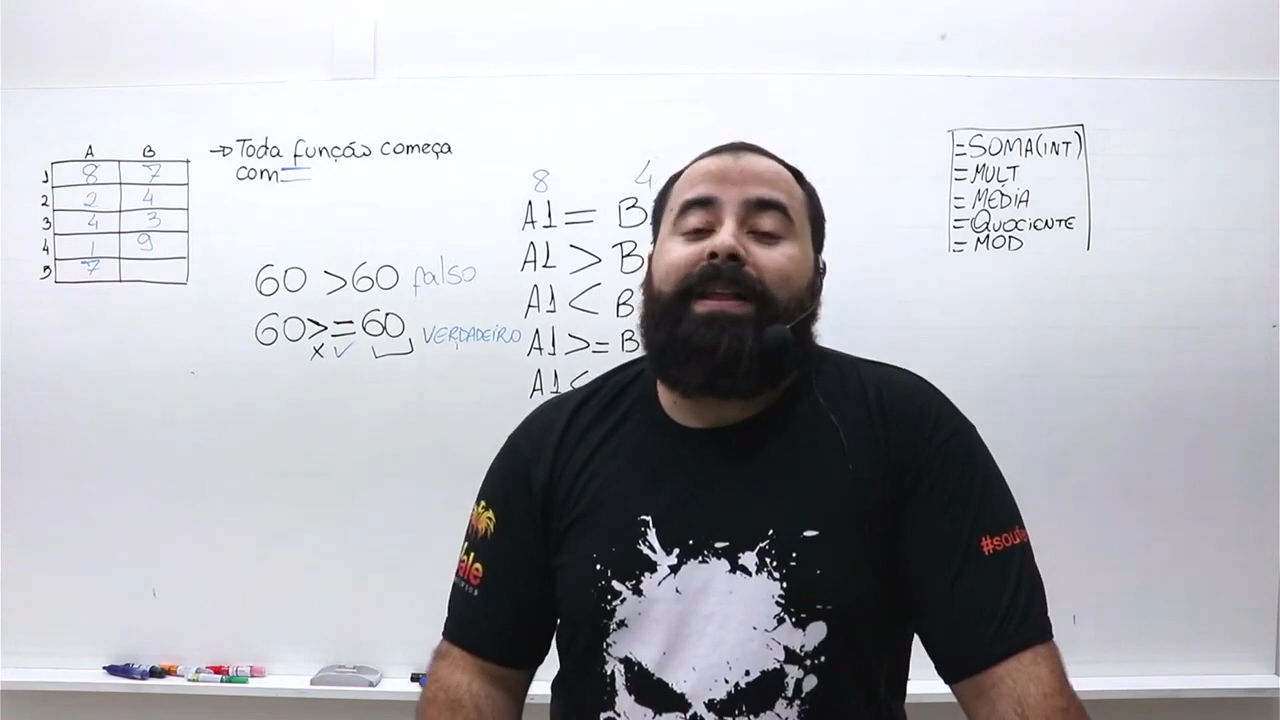 A B
1 8 7
2 2 4
3 4 3
4 1 9
5 7
→ Toda função começa
com =
60 >60 falso
60>=60 VERDADEIRO
x ✓
8 4
A1 = B
A1 > B
A1 < B
A1 >= B
A1 <
=SOMA(INT)
=MULT
=MÉDIA
=QUOCIENTE
=MOD